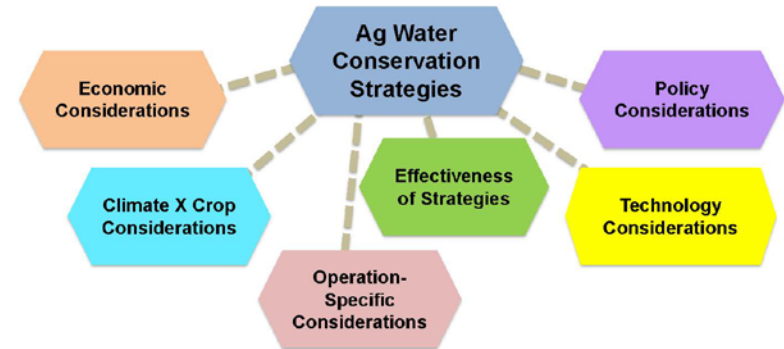 Ag Water
Conservation
Strategies
Economic
Considerations
Policy
Considerations
Climate X Crop
Considerations
Effectiveness
of Strategies
Technology
Considerations
Operation-
Specific
Considerations